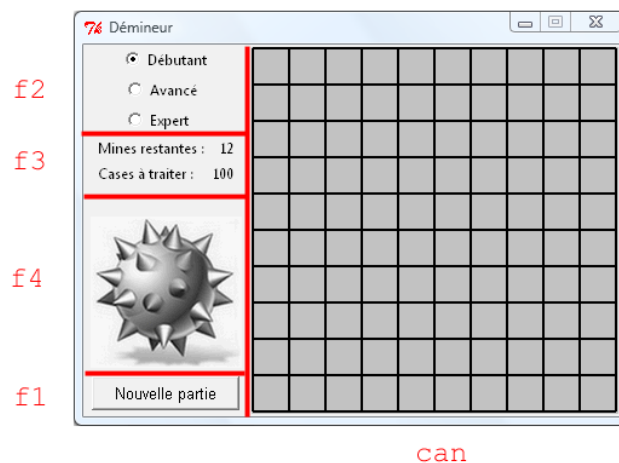 Démineur
f2
Débutant
Avancé
Expert
f3
Mines restantes : 12
Cases à traiter : 100
f4
f1
Nouvelle partie
can